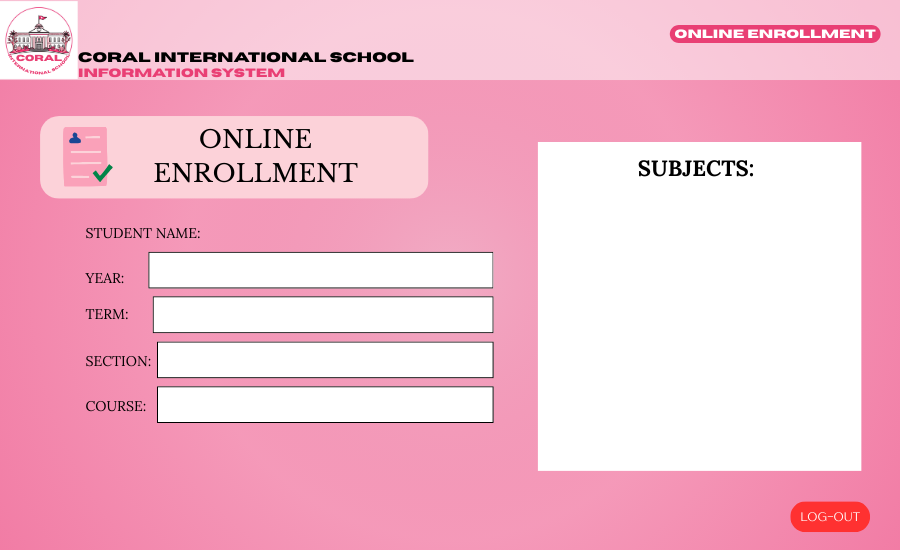 CORAL
INTERNATIONAL SCHOOL
CORAL INTERNATIONAL SCHOOL
INFORMATION SYSTEM
ONLINE ENROLLMENT
ONLINE
ENROLLMENT
STUDENT NAME:
YEAR:
TERM:
SECTION:
COURSE:
SUBJECTS:
LOG-OUT